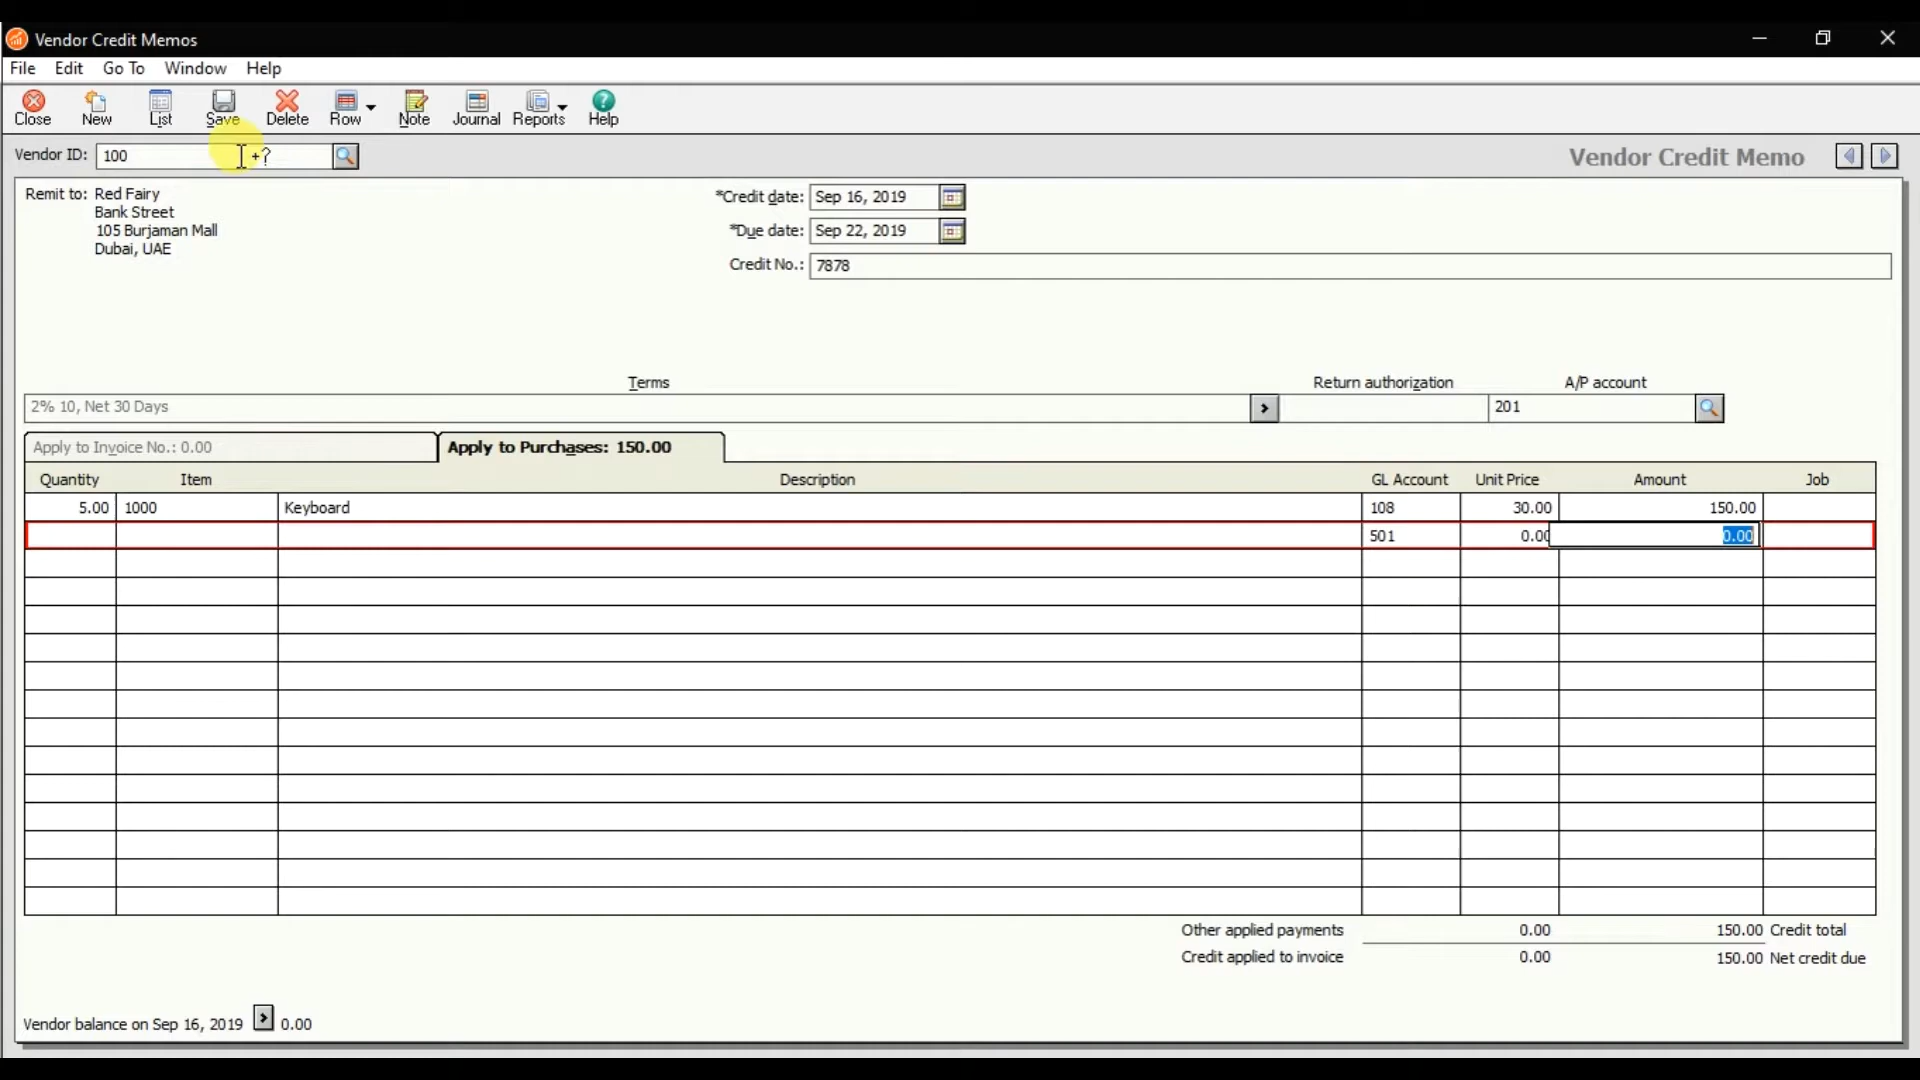 Vendor Credit Memos
File Edit Go To Window Help
Close New List Save Delete Row Note Journal Reports Help
Vendor ID: 100 +? Vendor Credit Memo
Remit to: Red Fairy
Bank Street
105 Burjaman Mall
Dubai, UAE
*Credit date: Sep 16, 2019
*Due date: Sep 22, 2019
Credit No.: 7878
Terms Return authorization A/P account
2% 10, Net 30 Days 201
Apply to Invoice No.: 0.00 Apply to Purchases: 150.00
Quantity Item Description GL Account Unit Price Amount Job
5.00 1000 Keyboard 108 30.00 150.00
501 0.00 0.00
Other applied payments 0.00 150.00 Credit total
Credit applied to invoice 0.00 150.00 Net credit due
Vendor balance on Sep 16, 2019 0.00